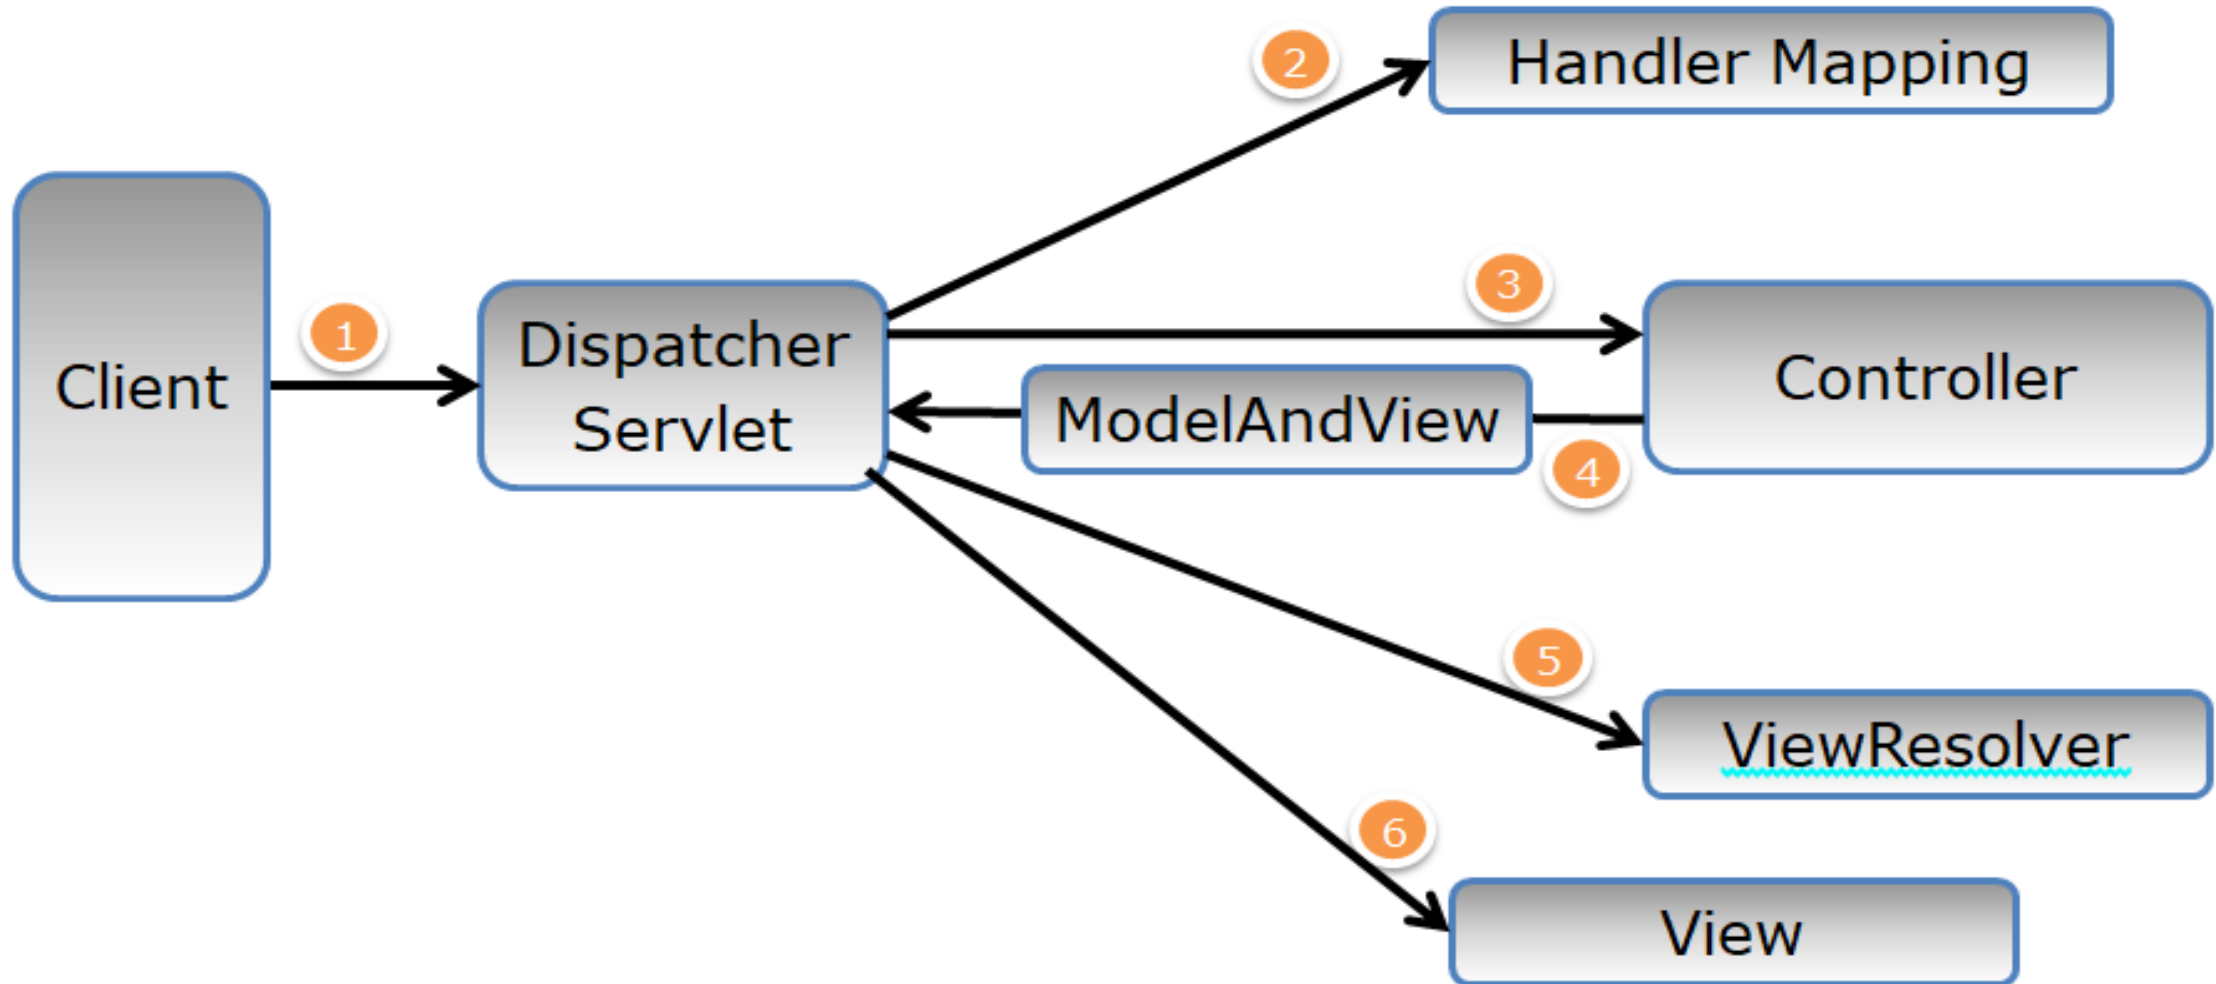 2
Handler Mapping
3
1
Client
Dispatcher
Servlet
Controller
ModelAndView
4
5
ViewResolver
6
View